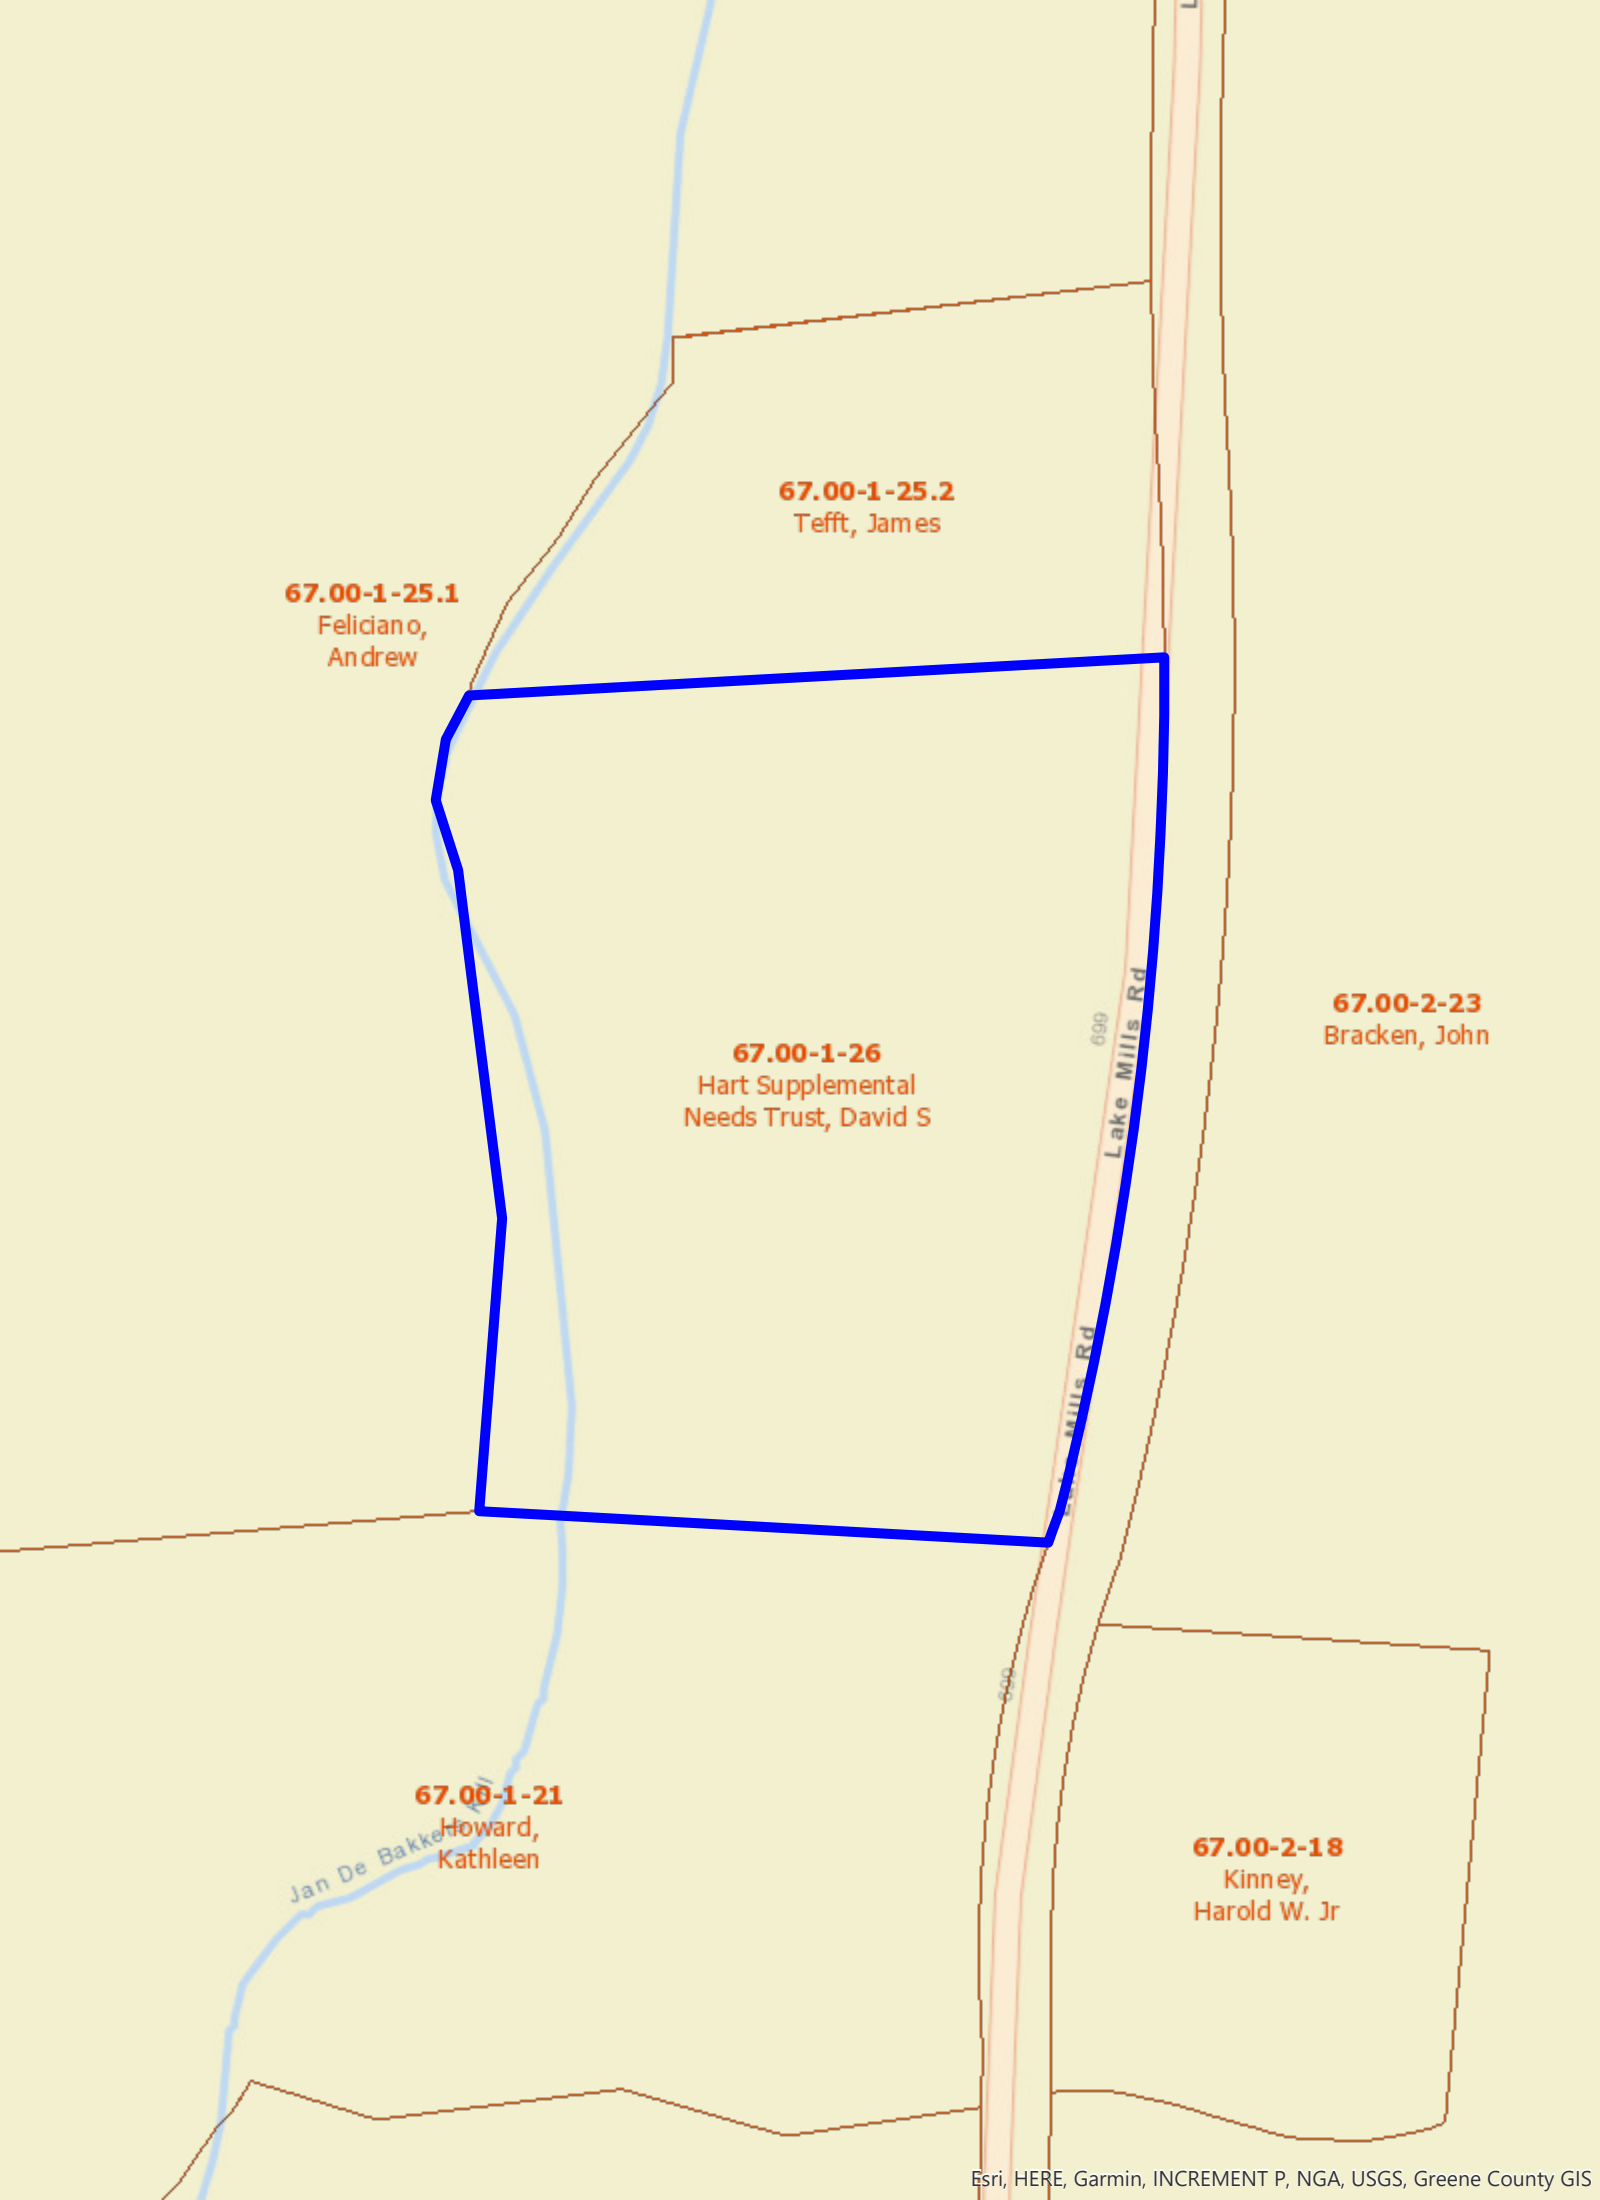 L
67.00-1-25.2
Tefft, James
67.00-1-25.1
Feliciano,
Andrew
67.00-2-23
Bracken, John
699
Lake Mills Rd
67.00-1-26
Hart Supplemental
Needs Trust, David S
Lake Mills Rd
699
67.00-1-21
Howard,
Kathleen
Jan De Bakkers Kill
67.00-2-18
Kinney,
Harold W. Jr
Esri, HERE, Garmin, INCREMENT P, NGA, USGS, Greene County GIS